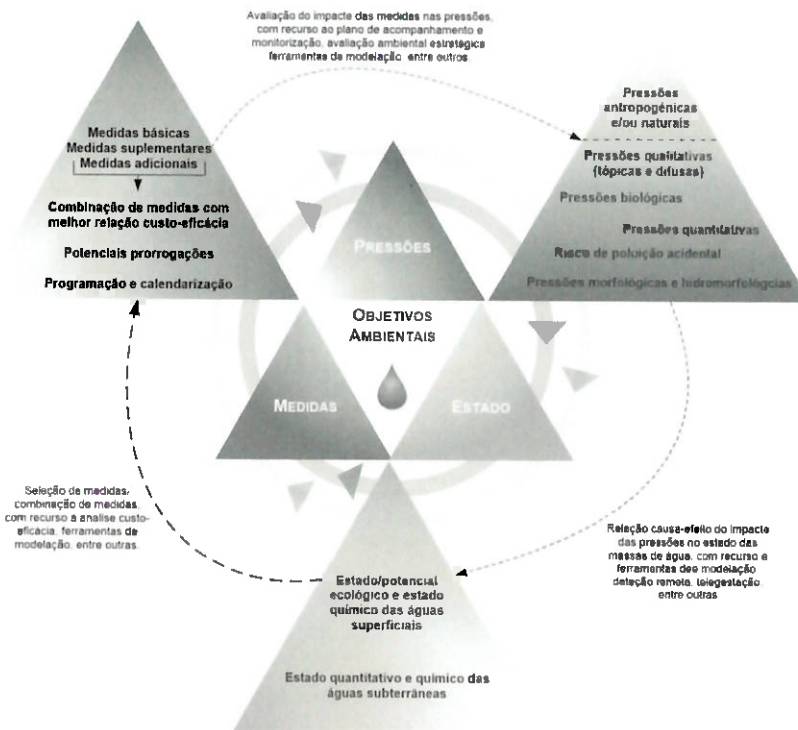 Avaliação do impacte das medidas nas pressões,
com recurso ao plano de acompanhamento e
monitorização, avaliação ambiental estratégica
ferramentas de modelação, entre outros.
Medidas básicas
Medidas suplementares
Medidas adicionais
Combinação de medidas com
melhor relação custo-eficácia
Potenciais prorrogações
Programação e calendarização
Pressões
antropogénicas
e/ou naturais
Pressões qualitativas
(tópicas e difusas)
Pressões biológicas
Pressões quantitativas
Risco de poluição acidental
Pressões morfológicas e hidromorfológcias
PRESSÕES
OBJETIVOS
AMBIENTAIS
MEDIDAS
ESTADO
Seleção de medidas/
combinação de medidas,
com recurso a analise custo-
eficácia, ferramentas de
modelação, entre outras.
Relação causa-efeito do impacte
das pressões no estado das
massas de água, com recurso a
ferramentas deo modelação
deteção remota, telegestação,
entre outras
Estado/potencial
ecológico e estado
químico das águas
superficiais
Estado quantitativo e químico das
águas subterrâneas